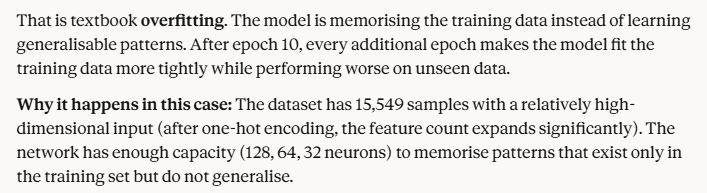 That is textbook overfitting. The model is memorising the training data instead of learning
generalisable patterns. After epoch 10, every additional epoch makes the model fit the
training data more tightly while performing worse on unseen data.
Why it happens in this case: The dataset has 15,549 samples with a relatively high-
dimensional input (after one-hot encoding, the feature count expands significantly). The
network has enough capacity (128, 64, 32 neurons) to memorise patterns that exist only in
the training set but do not generalise.